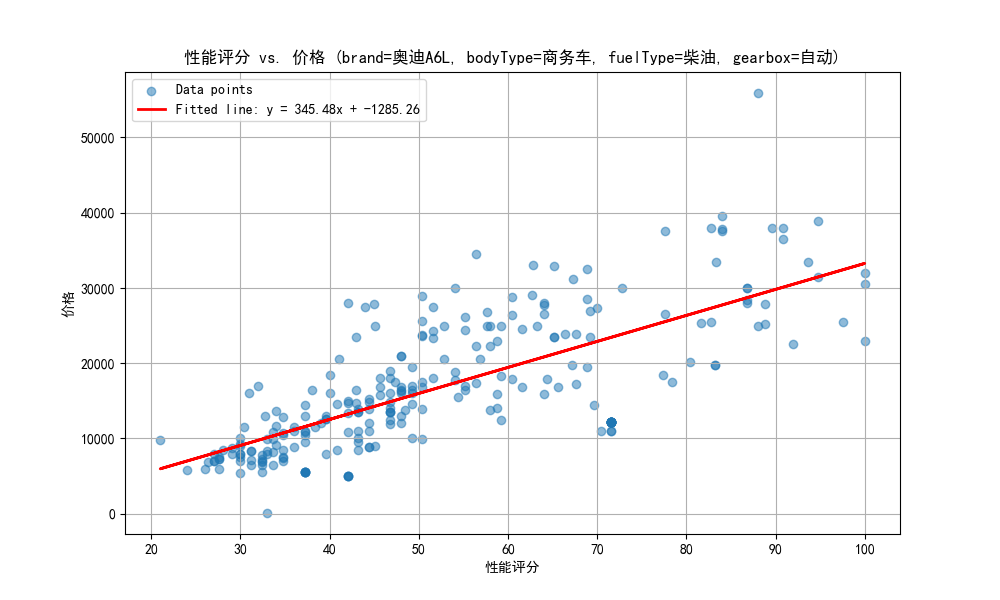 性能评分 vs. 价格 (brand=奥迪A6L, bodyType=商务车, fuelType=柴油, gearbox=自动)
Data points
Fitted line: y = 345.48x + -1285.26
50000
40000
30000
20000
10000
0
价格
20 30 40 50 60 70 80 90 100
性能评分